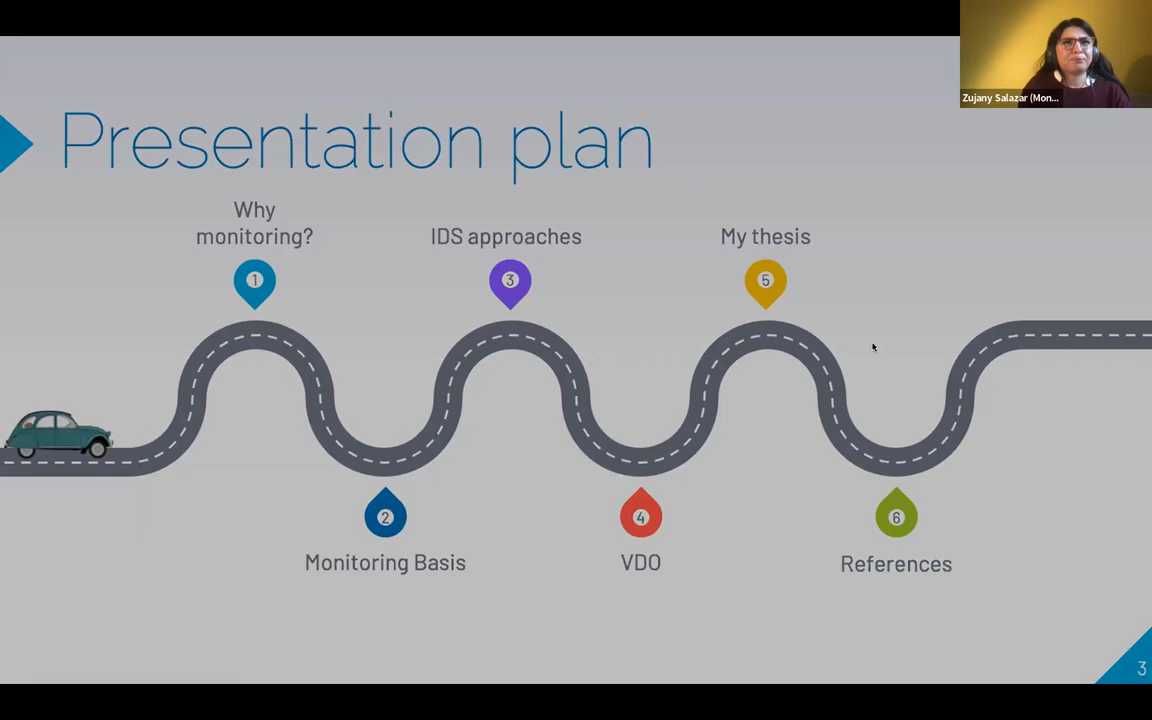 Zujany Salazar (Mon...
Presentation plan
Why
monitoring?
IDS approaches
My thesis
1
3
5
2
4
6
Monitoring Basis
VDO
References
3